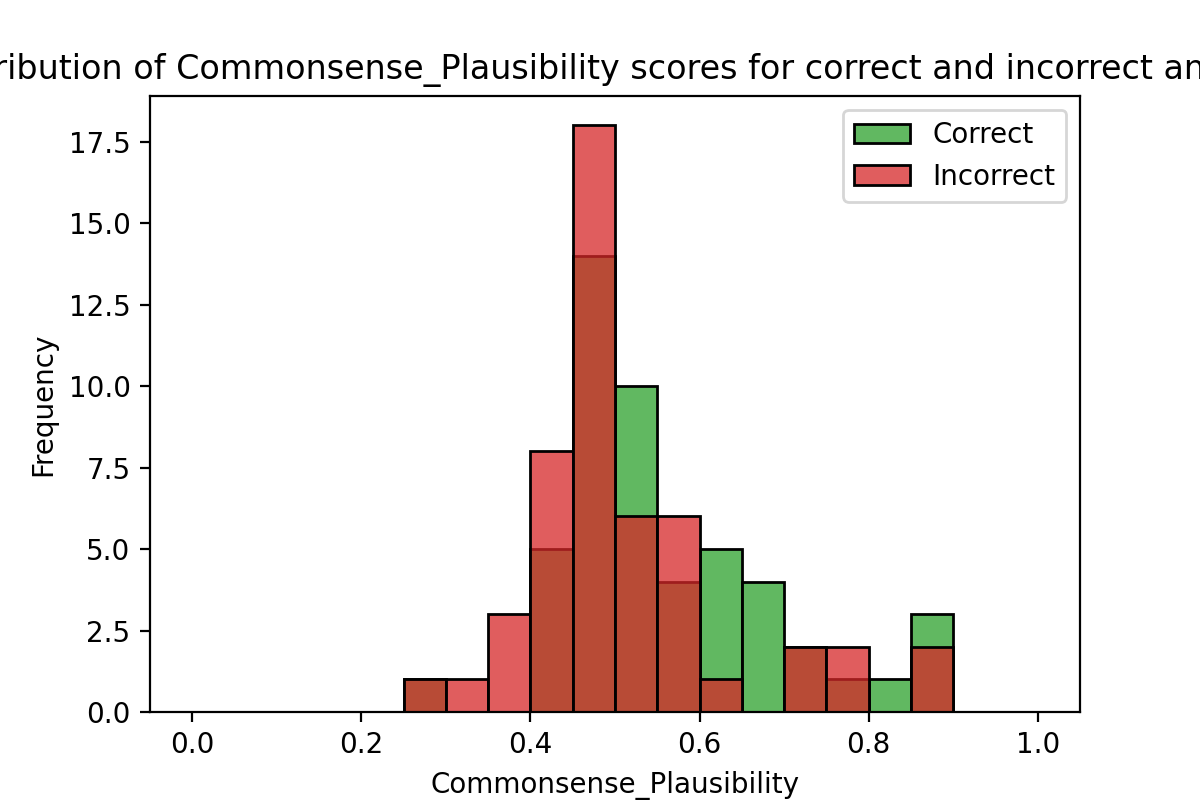 ribution of Commonsense_Plausibility scores for correct and incorrect an
Correct
Incorrect
17.5
15.0
12.5
10.0
7.5
5.0
2.5
0.0
Frequency
0.0 0.2 0.4 0.6 0.8 1.0
Commonsense_Plausibility